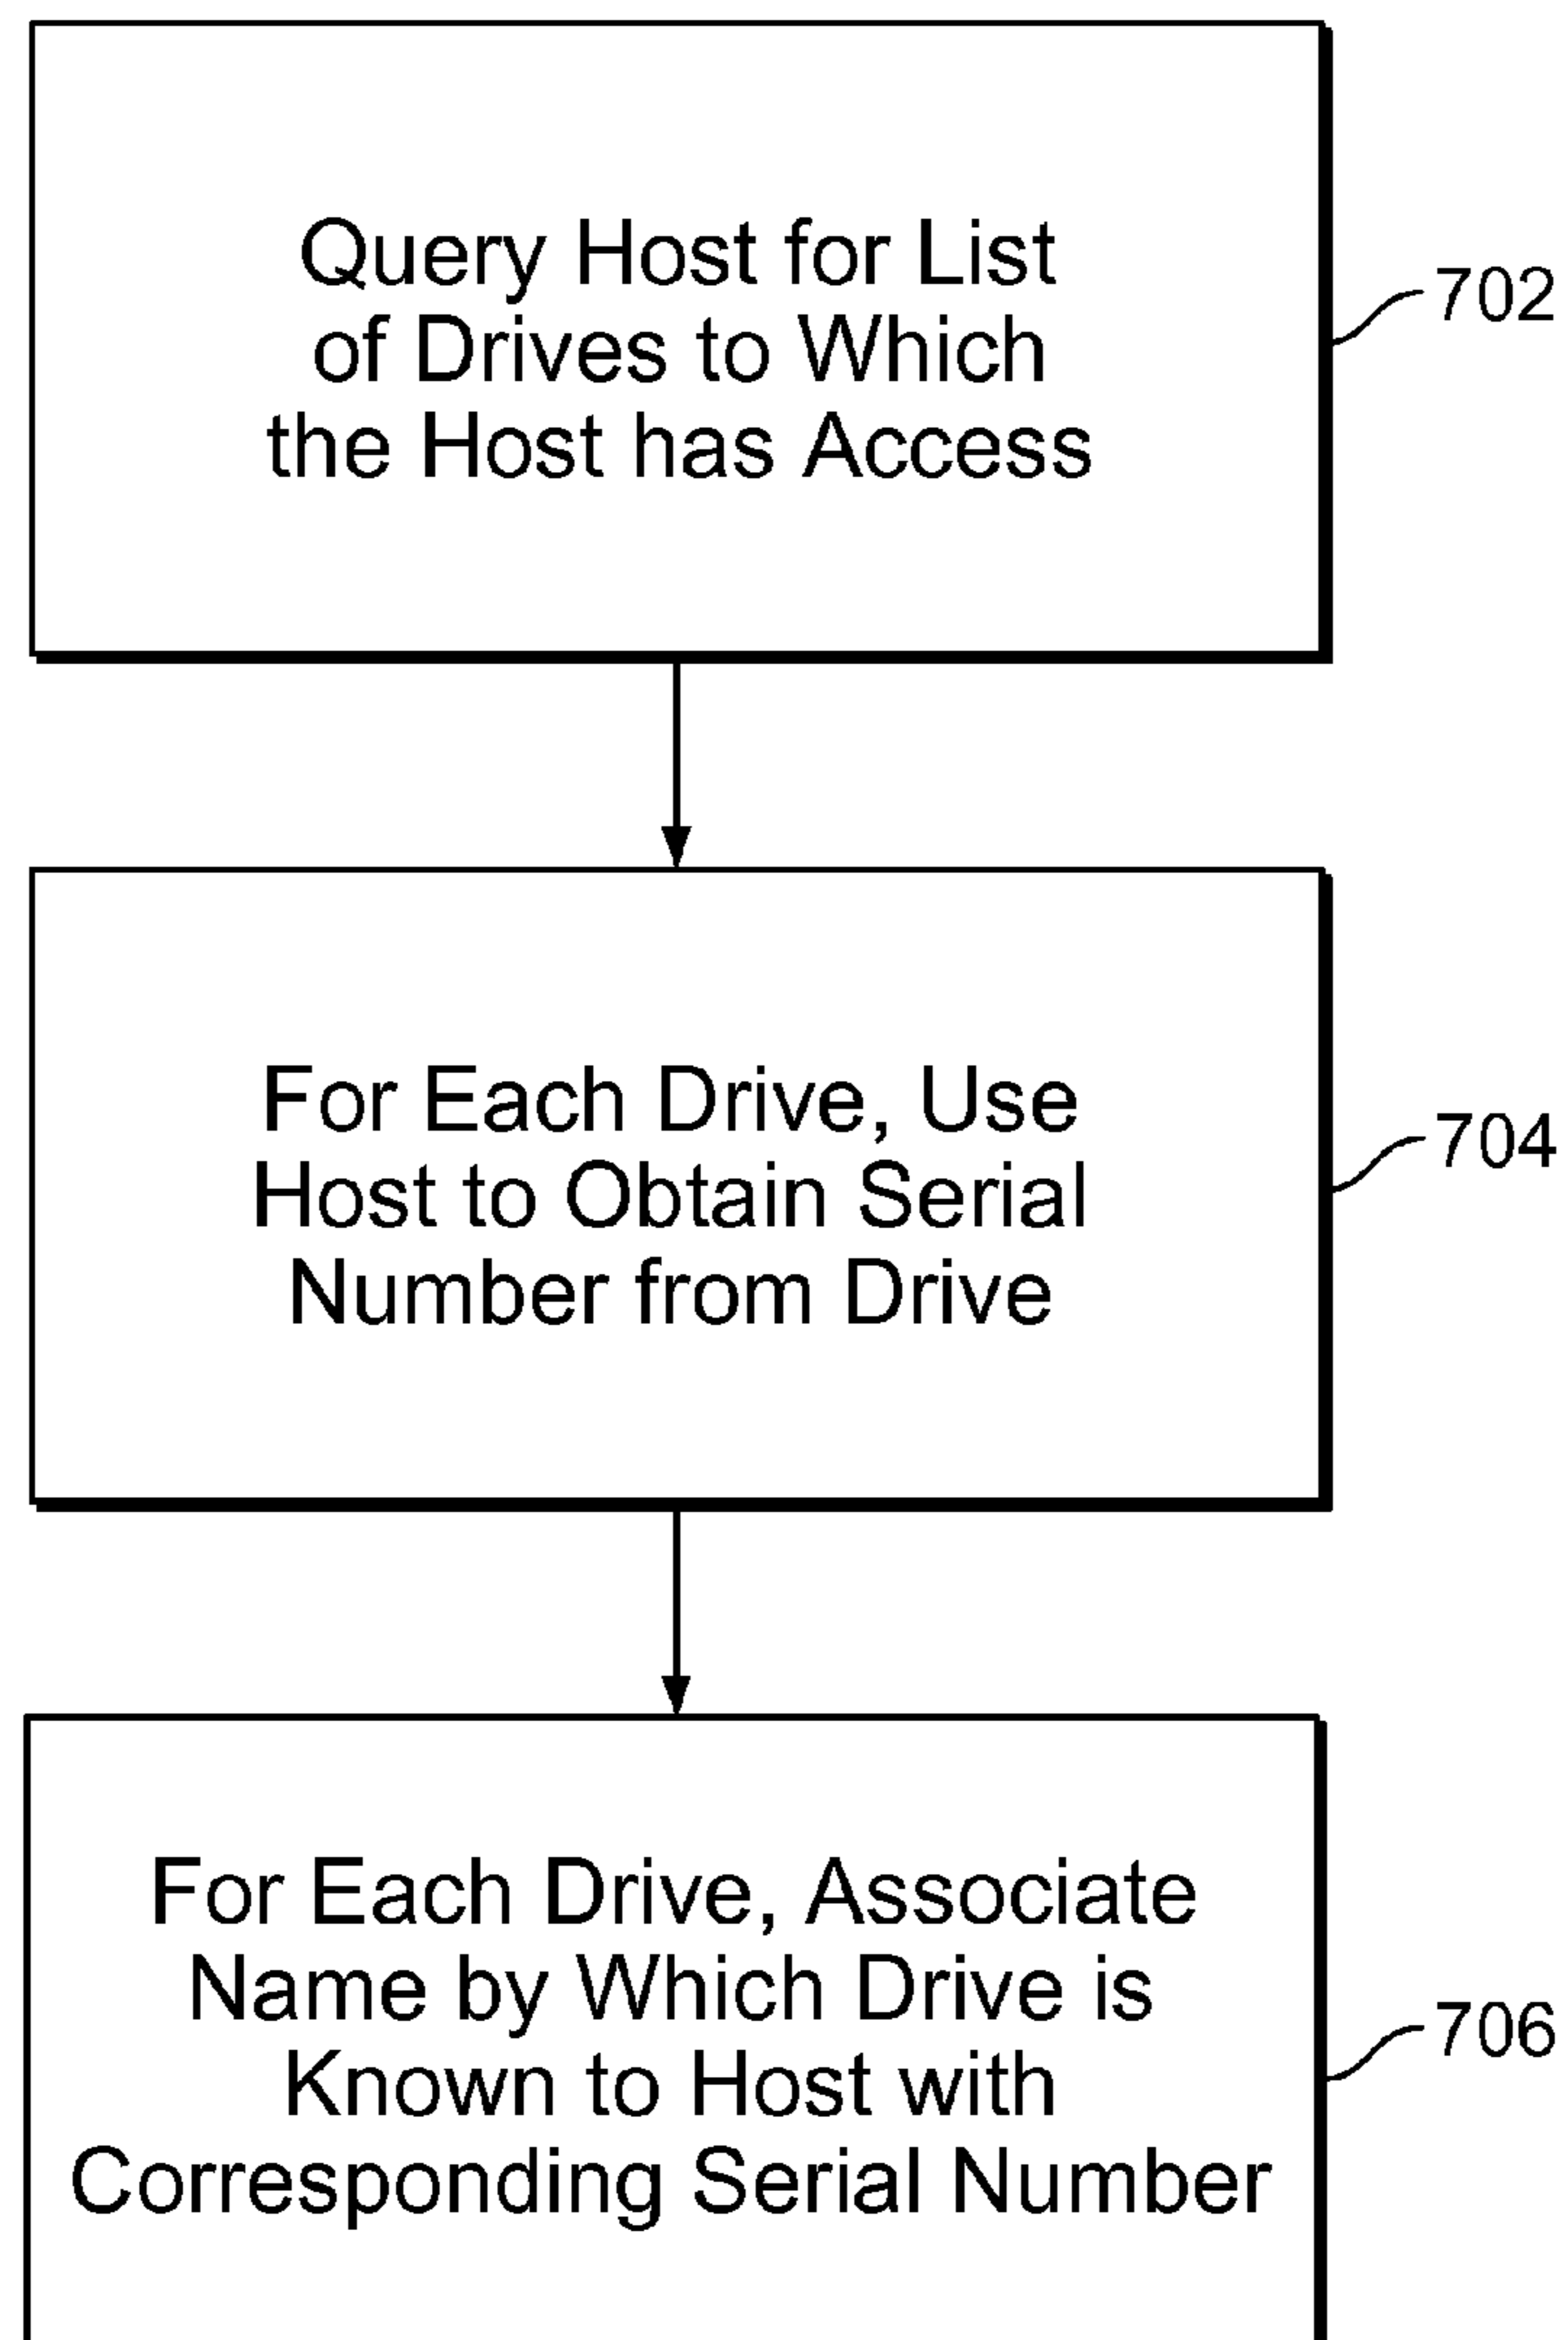 Query Host for List
of Drives to Which
the Host has Access
702
For Each Drive, Use
Host to Obtain Serial
Number from Drive
704
For Each Drive, Associate
Name by Which Drive is
Known to Host with
Corresponding Serial Number
706